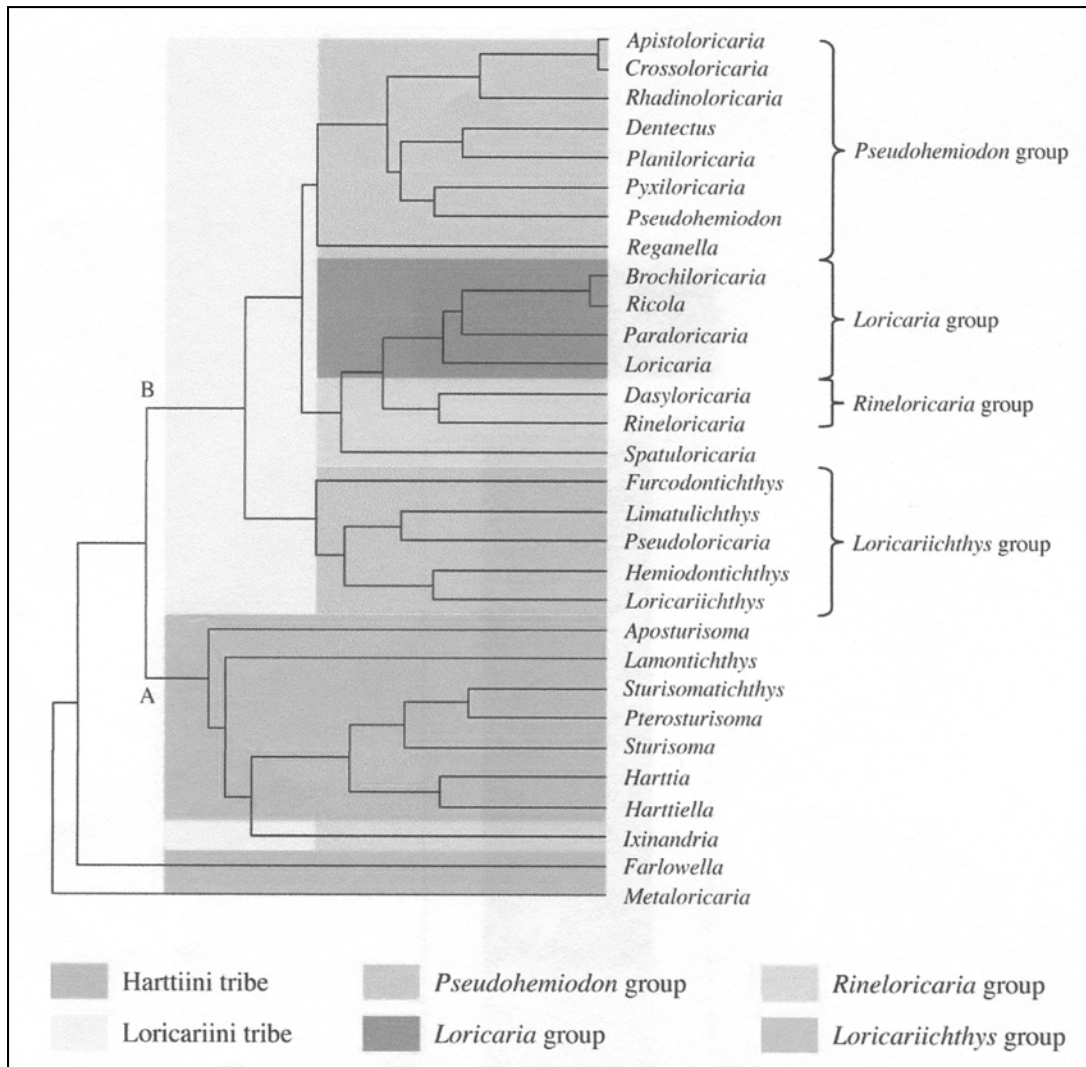 Apistoloricaria
Crossoloricaria
Rhadinoloricaria
Dentectus
Planiloricaria
Pyxiloricaria
Pseudohemiodon
Reganella
Pseudohemiodon group
Brochiloricaria
Ricola
Paraloricaria
Loricaria
Loricaria group
Dasyloricaria
Rineloricaria
Rineloricaria group
Spatuloricaria
Furcodontichthys
Limatulichthys
Pseudoloricaria
Hemiodontichthys
Loricariichthys
Loricariichthys group
B
Aposturisoma
Lamontichthys
Sturisomatichthys
Pterosturisoma
Sturisoma
Harttia
Harttiella
Ixinandria
Farlowella
Metaloricaria
A
Harttiini tribe
Pseudohemiodon group
Rineloricaria group
Loricariini tribe
Loricaria group
Loricariichthys group